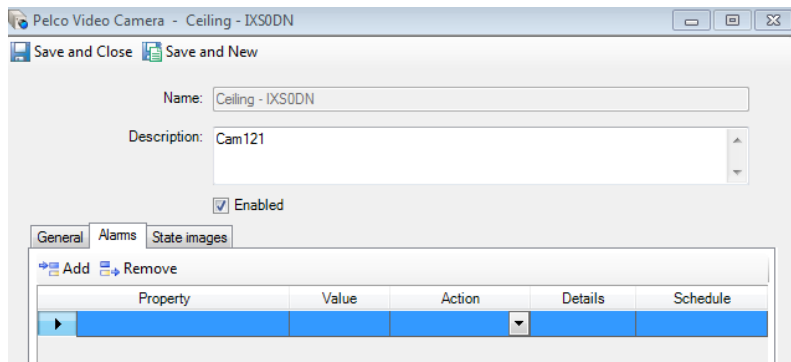 Pelco Video Camera - Ceiling - IXS0DN
Save and Close Save and New
Name: Ceiling - IXS0DN
Description: Cam121
Enabled
General Alarms State images
Add Remove
Property Value Action Details Schedule